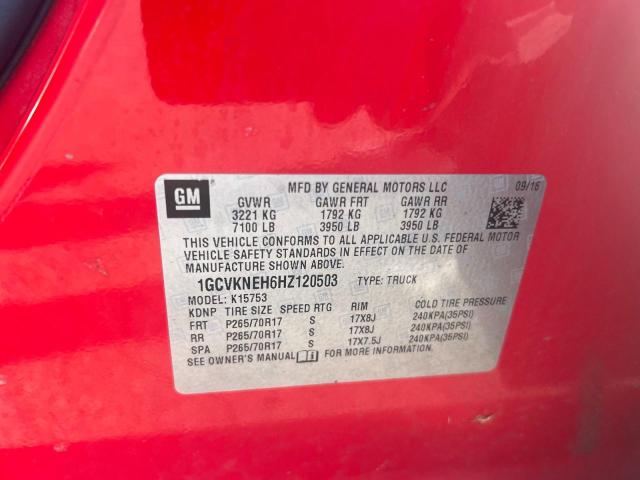 GM
MFD BY GENERAL MOTORS LLC 09/16
GVWR GAWR FRT GAWR RR
3221 KG 1792 KG 1792 KG
7100 LB 3950 LB 3950 LB
THIS VEHICLE CONFORMS TO ALL APPLICABLE U.S. FEDERAL MOTOR
VEHICLE SAFETY STANDARDS IN EFFECT ON THE DATE OF
MANUFACTURE SHOWN ABOVE.
1GCVKNEH6HZ120503 TYPE: TRUCK
MODEL: K15753
KDNP TIRE SIZE SPEED RTG RIM COLD TIRE PRESSURE
FRT P265/70R17 S 17X8J 240KPA(35PSI)
RR P265/70R17 S 17X8J 240KPA(35PSI)
SPA P265/70R17 S 17X7.5J 240KPA(35PSI)
SEE OWNER'S MANUAL FOR MORE INFORMATION.